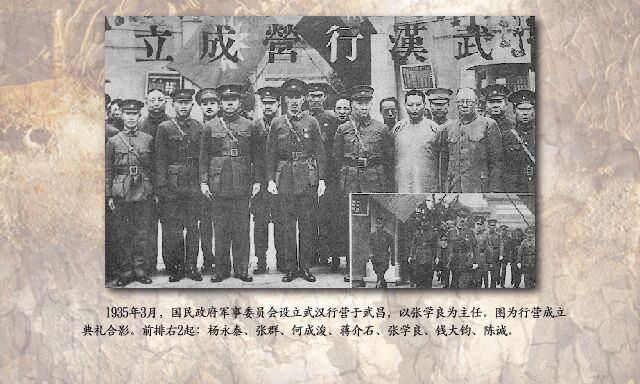 立成營行漢武
1935年3月，国民政府军事委员会设立武汉行营于武昌，以张学良为主任。图为行营成立
典礼合影。前排右2起：杨永泰、张群、何成浚、蒋介石、张学良、钱大钧、陈诚。